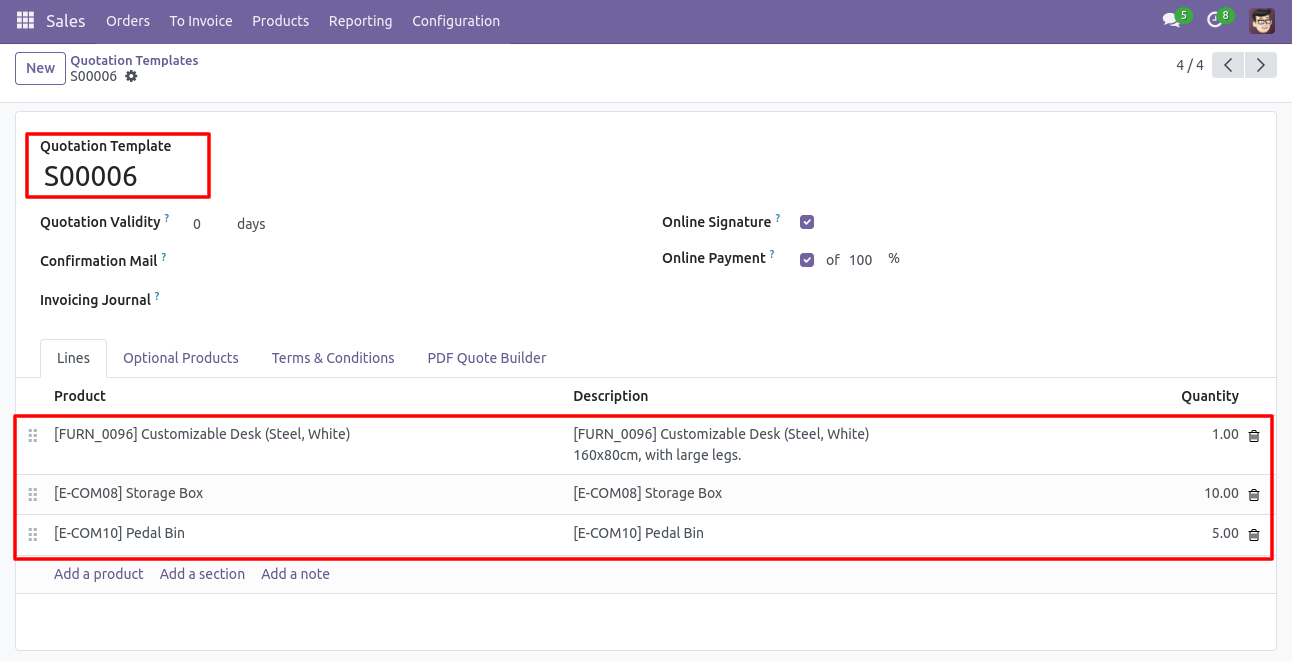 Sales Orders To Invoice Products Reporting Configuration 5 8
New Quotation Templates
S00006 4 / 4
Quotation Template
S00006
Quotation Validity ? 0 days Online Signature ?
Confirmation Mail ? Online Payment ? of 100 %
Invoicing Journal ?
Lines Optional Products Terms & Conditions PDF Quote Builder
Product Description Quantity
[FURN_0096] Customizable Desk (Steel, White) [FURN_0096] Customizable Desk (Steel, White) 1.00
160x80cm, with large legs.
[E-COM08] Storage Box [E-COM08] Storage Box 10.00
[E-COM10] Pedal Bin [E-COM10] Pedal Bin 5.00
Add a product Add a section Add a note